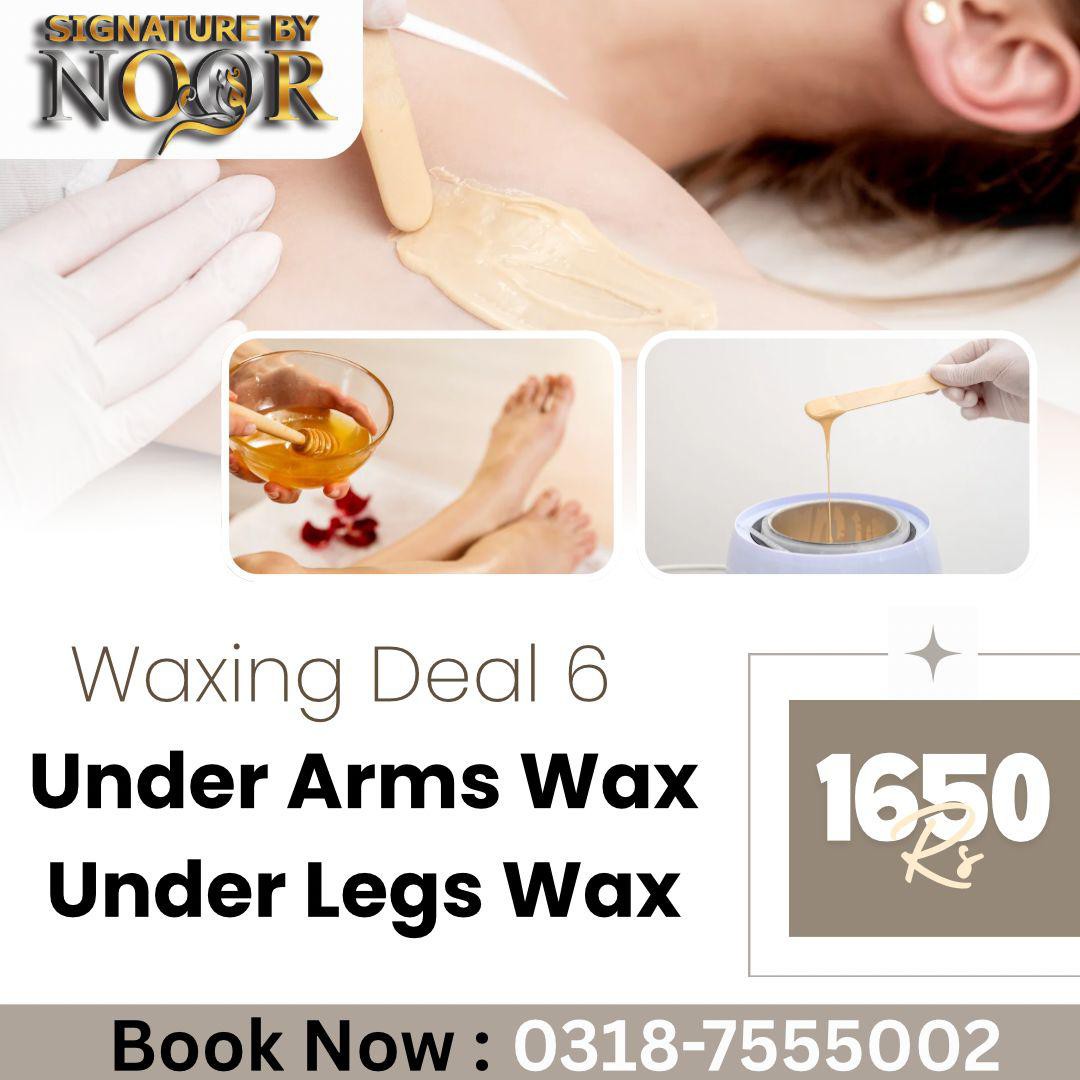 SIGNATURE BY
NOOR
Waxing Deal 6
Under Arms Wax
Under Legs Wax
1650
Rs
Book Now : 0318-7555002